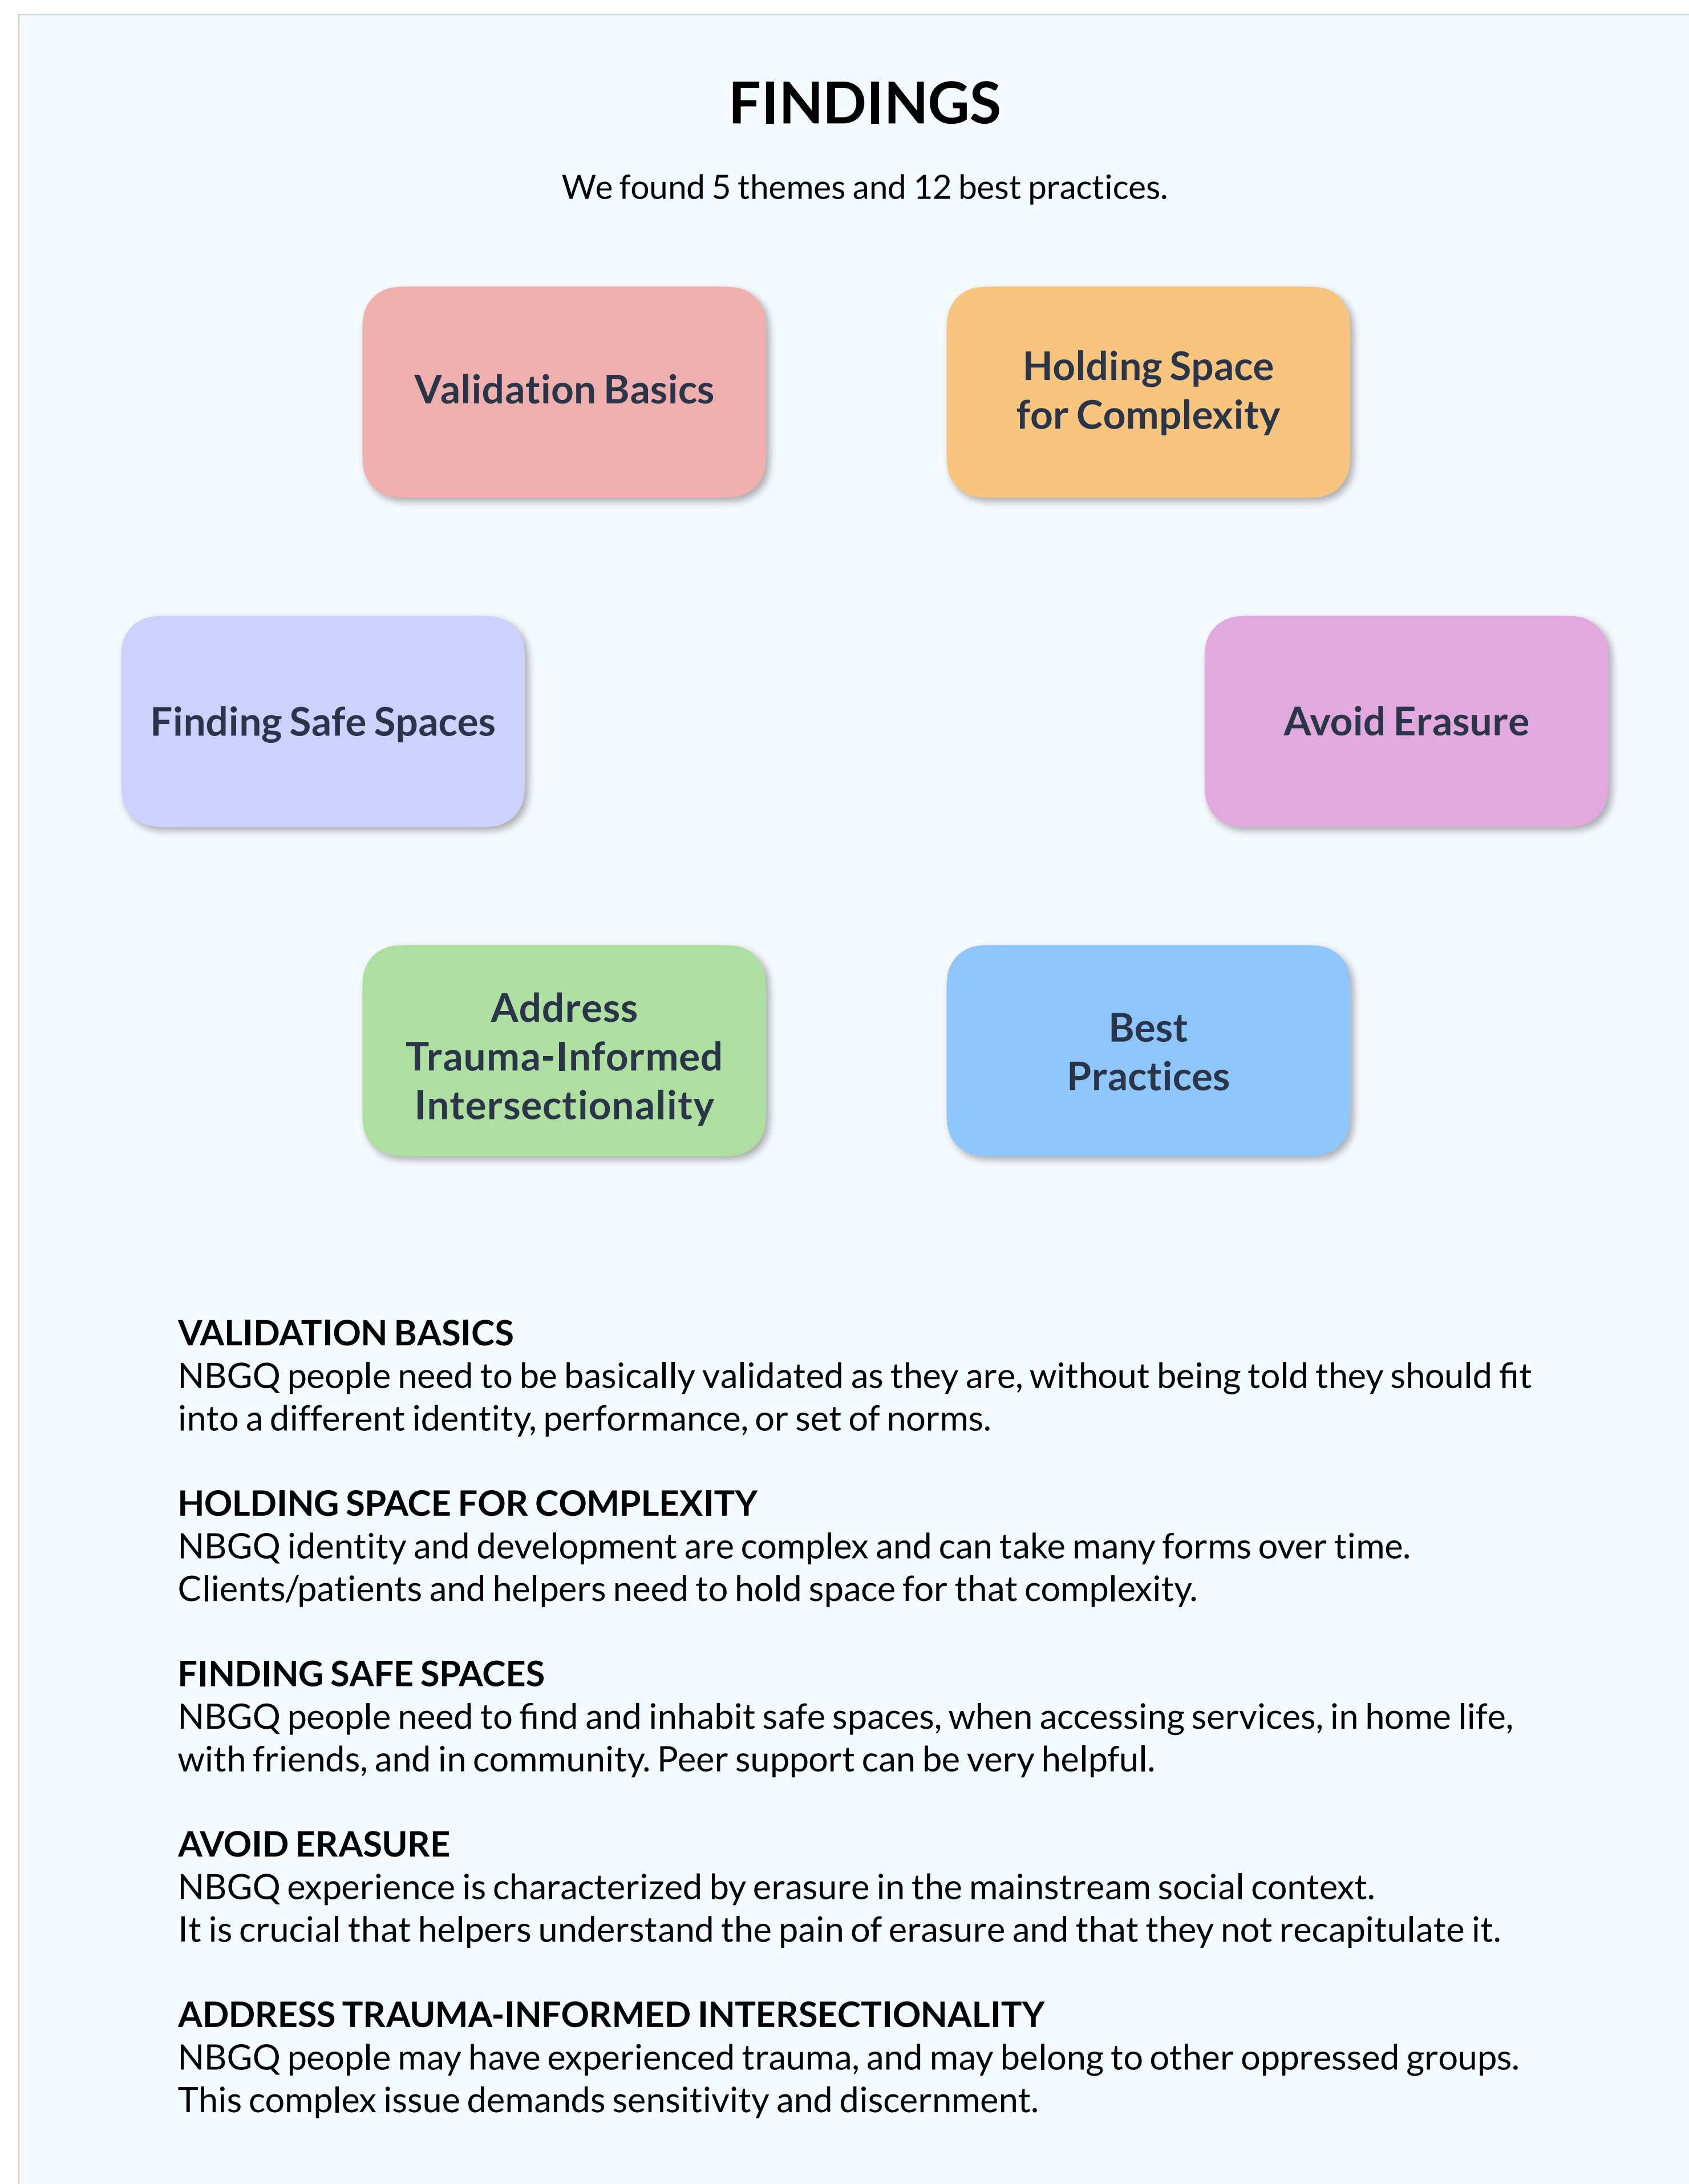 FINDINGS
We found 5 themes and 12 best practices.
Validation Basics
Holding Space
for Complexity
Finding Safe Spaces
Avoid Erasure
Address
Trauma-Informed
Intersectionality
Best
Practices
VALIDATION BASICS
NBGQ people need to be basically validated as they are, without being told they should fit
into a different identity, performance, or set of norms.
HOLDING SPACE FOR COMPLEXITY
NBGQ identity and development are complex and can take many forms over time.
Clients/patients and helpers need to hold space for that complexity.
FINDING SAFE SPACES
NBGQ people need to find and inhabit safe spaces, when accessing services, in home life,
with friends, and in community. Peer support can be very helpful.
AVOID ERASURE
NBGQ experience is characterized by erasure in the mainstream social context.
It is crucial that helpers understand the pain of erasure and that they not recapitulate it.
ADDRESS TRAUMA-INFORMED INTERSECTIONALITY
NBGQ people may have experienced trauma, and may belong to other oppressed groups.
This complex issue demands sensitivity and discernment.